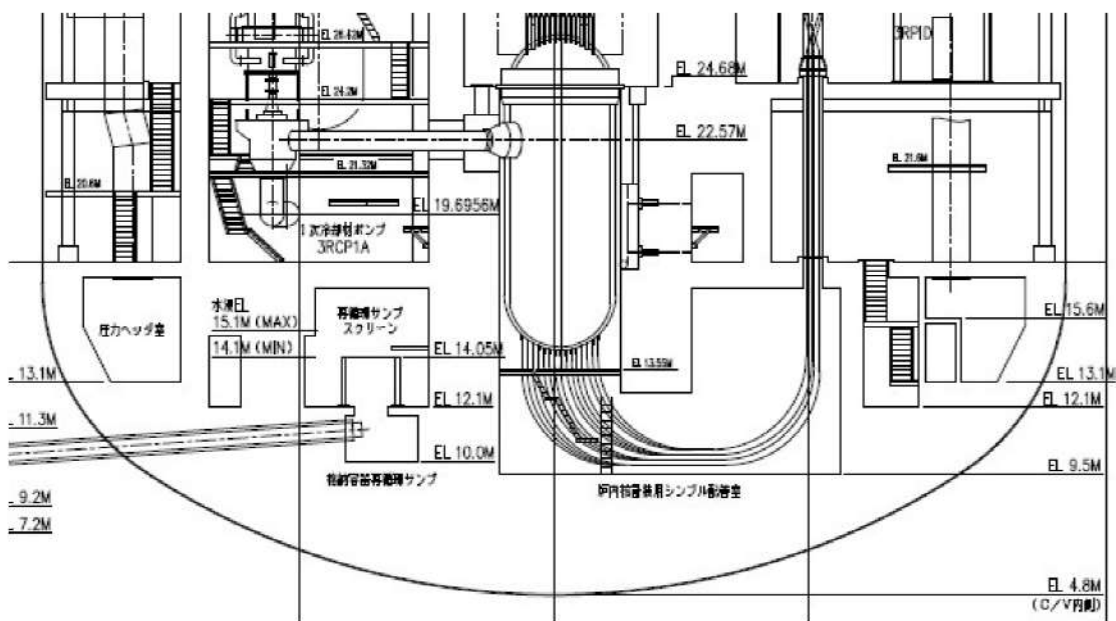 EL 26.62M
3RPID
EL 24.68M
EL 24.2M
EL 22.57M
EL 21.32M
EL 21.6M
EL 20.6M
EL 19.6956M
1次冷却材ポンプ
3RCP1A
水源EL
15.1M (MAX)
再循環サンプ
スクリーン
圧力ヘッダ室
EL 15.6M
14.1M (MIN)
EL 14.05M
EL 13.55M
L 13.1M
EL 13.1M
EL 12.1M
EL 12.1M
L 11.3M
EL 10.0M
EL 9.5M
格納容器再循環サンプ
炉内核計装用シンブル配管室
L 9.2M
L 7.2M
EL 4.8M
(C/V内側)